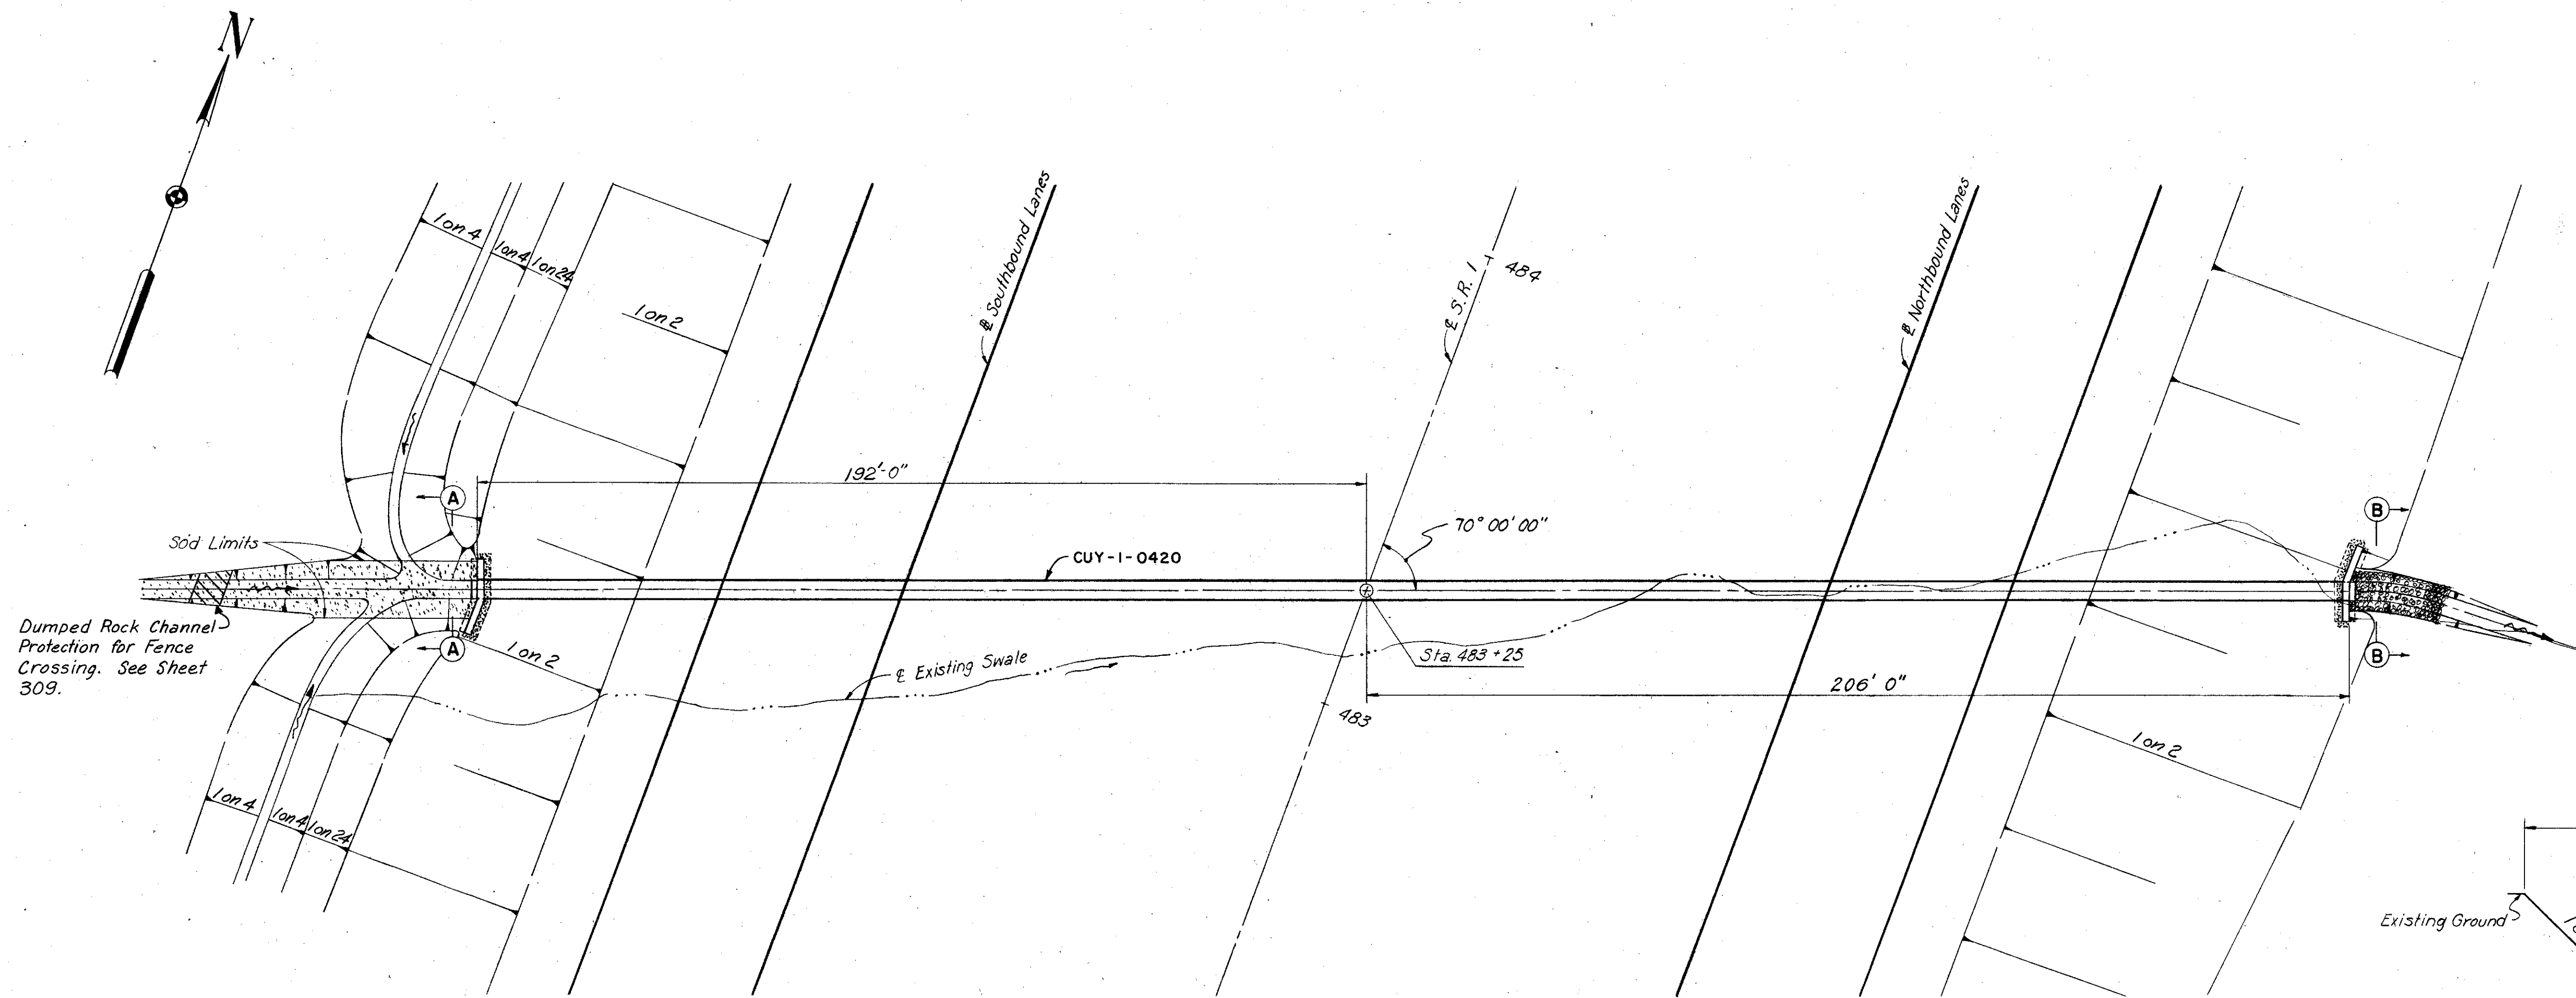 N
1 on 4
1 on 4
1 on 24
1 on 2
℄ Southbound Lanes
℄ S.R. 1
484
℄ Northbound Lanes
192'-0"
A
70° 00' 00"
B
Sod Limits
CUY-1-0420
Dumped Rock Channel
Protection for Fence
Crossing. See Sheet
309.
A
1 on 2
℄ Existing Swale
Sta. 483 + 25
B
206' 0"
483
1 on 2
1 on 4
1 on 4
1 on 24
Existing Ground